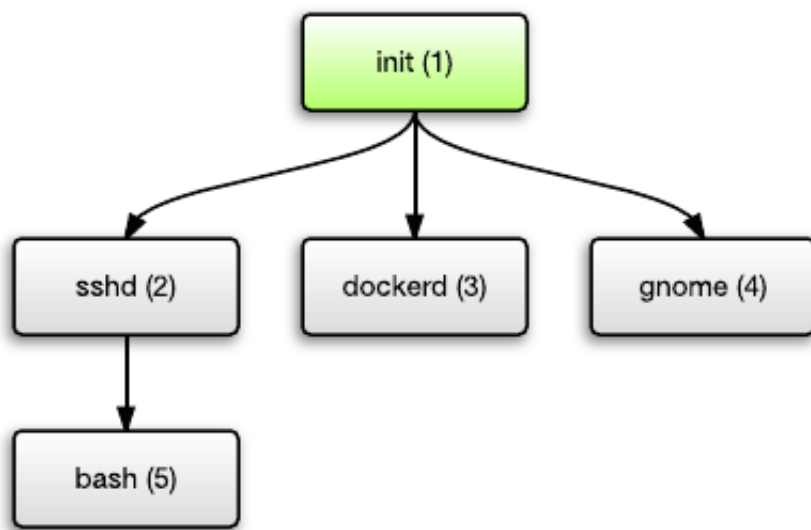 init (1)
sshd (2)
dockerd (3)
gnome (4)
bash (5)